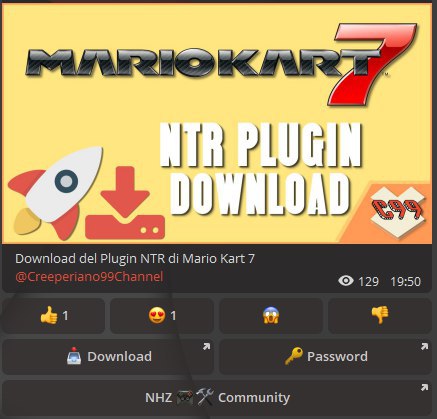 MARIOKART 7
NTR PLUGIN
DOWNLOAD
C99
Download del Plugin NTR di Mario Kart 7
@Creeperiano99Channel
129 19:50
👍 1 😍 1 😱 👎
📥 Download 🔑 Password
NHZ 🎮🛠 Community